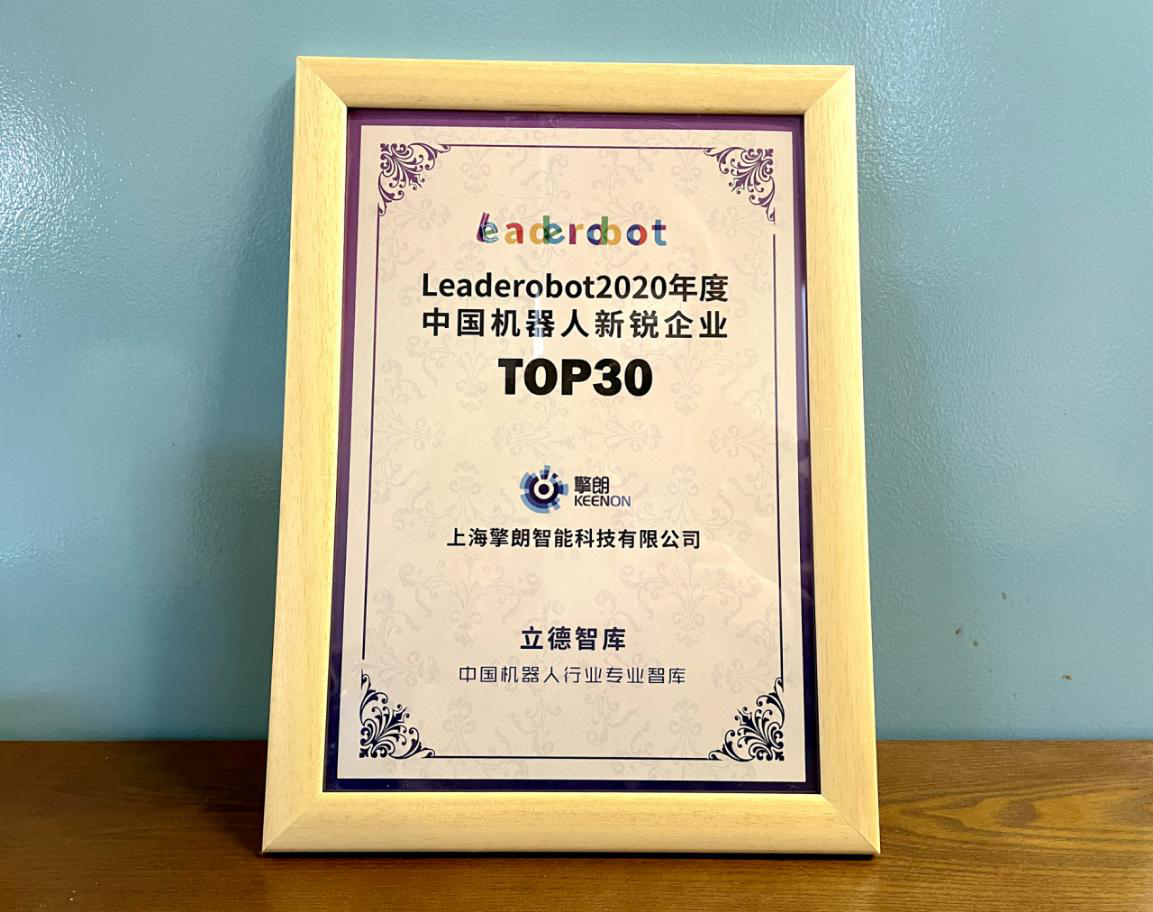 Leaderobot
Leaderobot2020年度
中国机器人新锐企业
TOP30
擎朗
KEENON
上海擎朗智能科技有限公司
立德智库
中国机器人行业专业智库